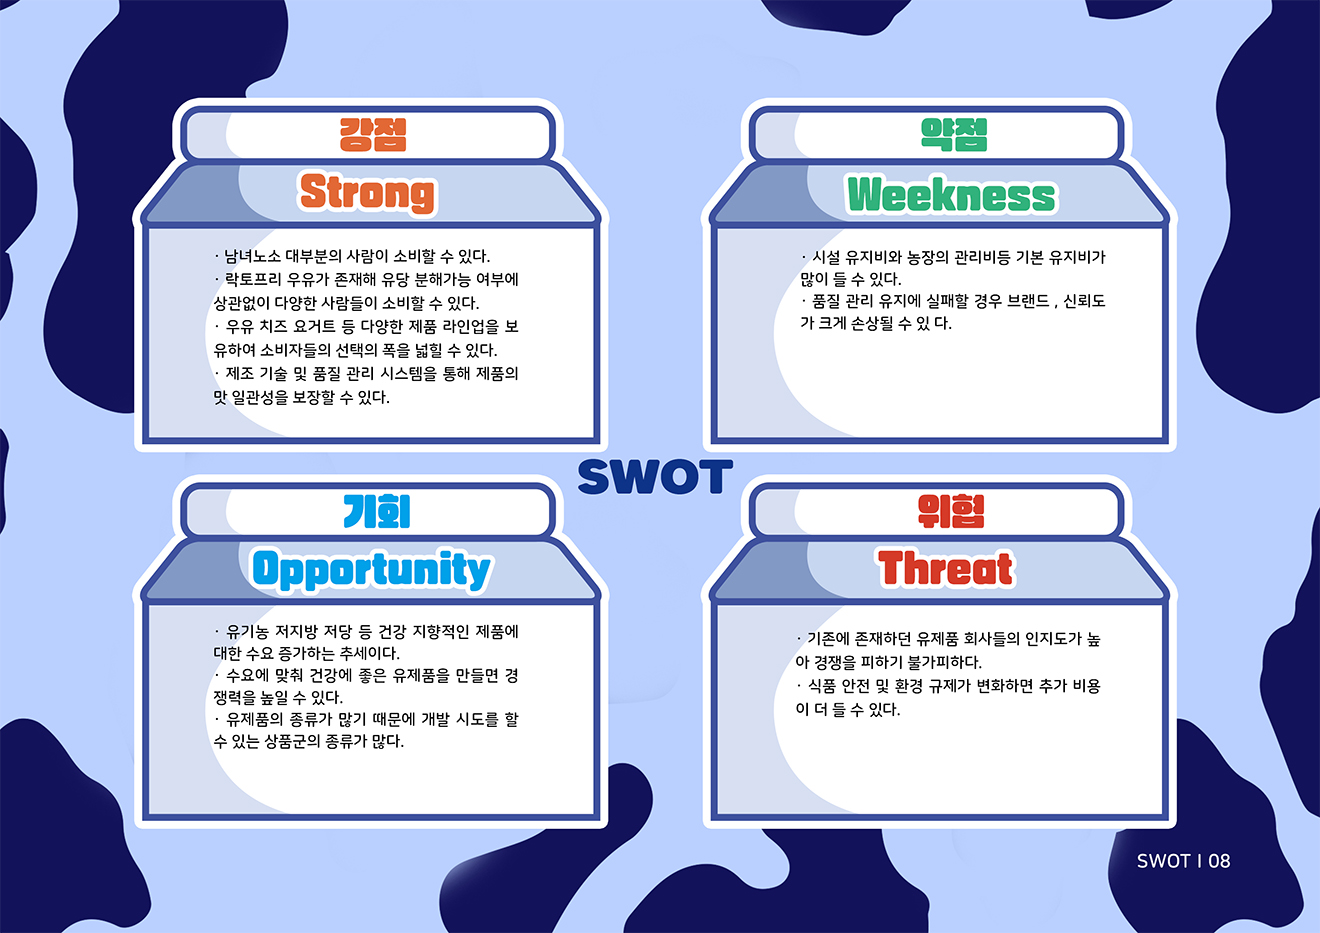 강점
Strong
· 남녀노소 대부분의 사람이 소비할 수 있다.
· 락토프리 우유가 존재해 유당 분해가능 여부에
상관없이 다양한 사람들이 소비할 수 있다.
· 우유 치즈 요거트 등 다양한 제품 라인업을 보
유하여 소비자들의 선택의 폭을 넓힐 수 있다.
· 제조 기술 및 품질 관리 시스템을 통해 제품의
맛 일관성을 보장할 수 있다.
약점
Weekness
· 시설 유지비와 농장의 관리비등 기본 유지비가
많이 들 수 있다.
· 품질 관리 유지에 실패할 경우 브랜드 , 신뢰도
가 크게 손상될 수 있 다.
SWOT
기회
Opportunity
· 유기농 저지방 저당 등 건강 지향적인 제품에
대한 수요 증가하는 추세이다.
· 수요에 맞춰 건강에 좋은 유제품을 만들면 경
쟁력을 높일 수 있다.
· 유제품의 종류가 많기 때문에 개발 시도를 할
수 있는 상품군의 종류가 많다.
위협
Threat
· 기존에 존재하던 유제품 회사들의 인지도가 높
아 경쟁을 피하기 불가피하다.
· 식품 안전 및 환경 규제가 변화하면 추가 비용
이 더 들 수 있다.
SWOT I 08